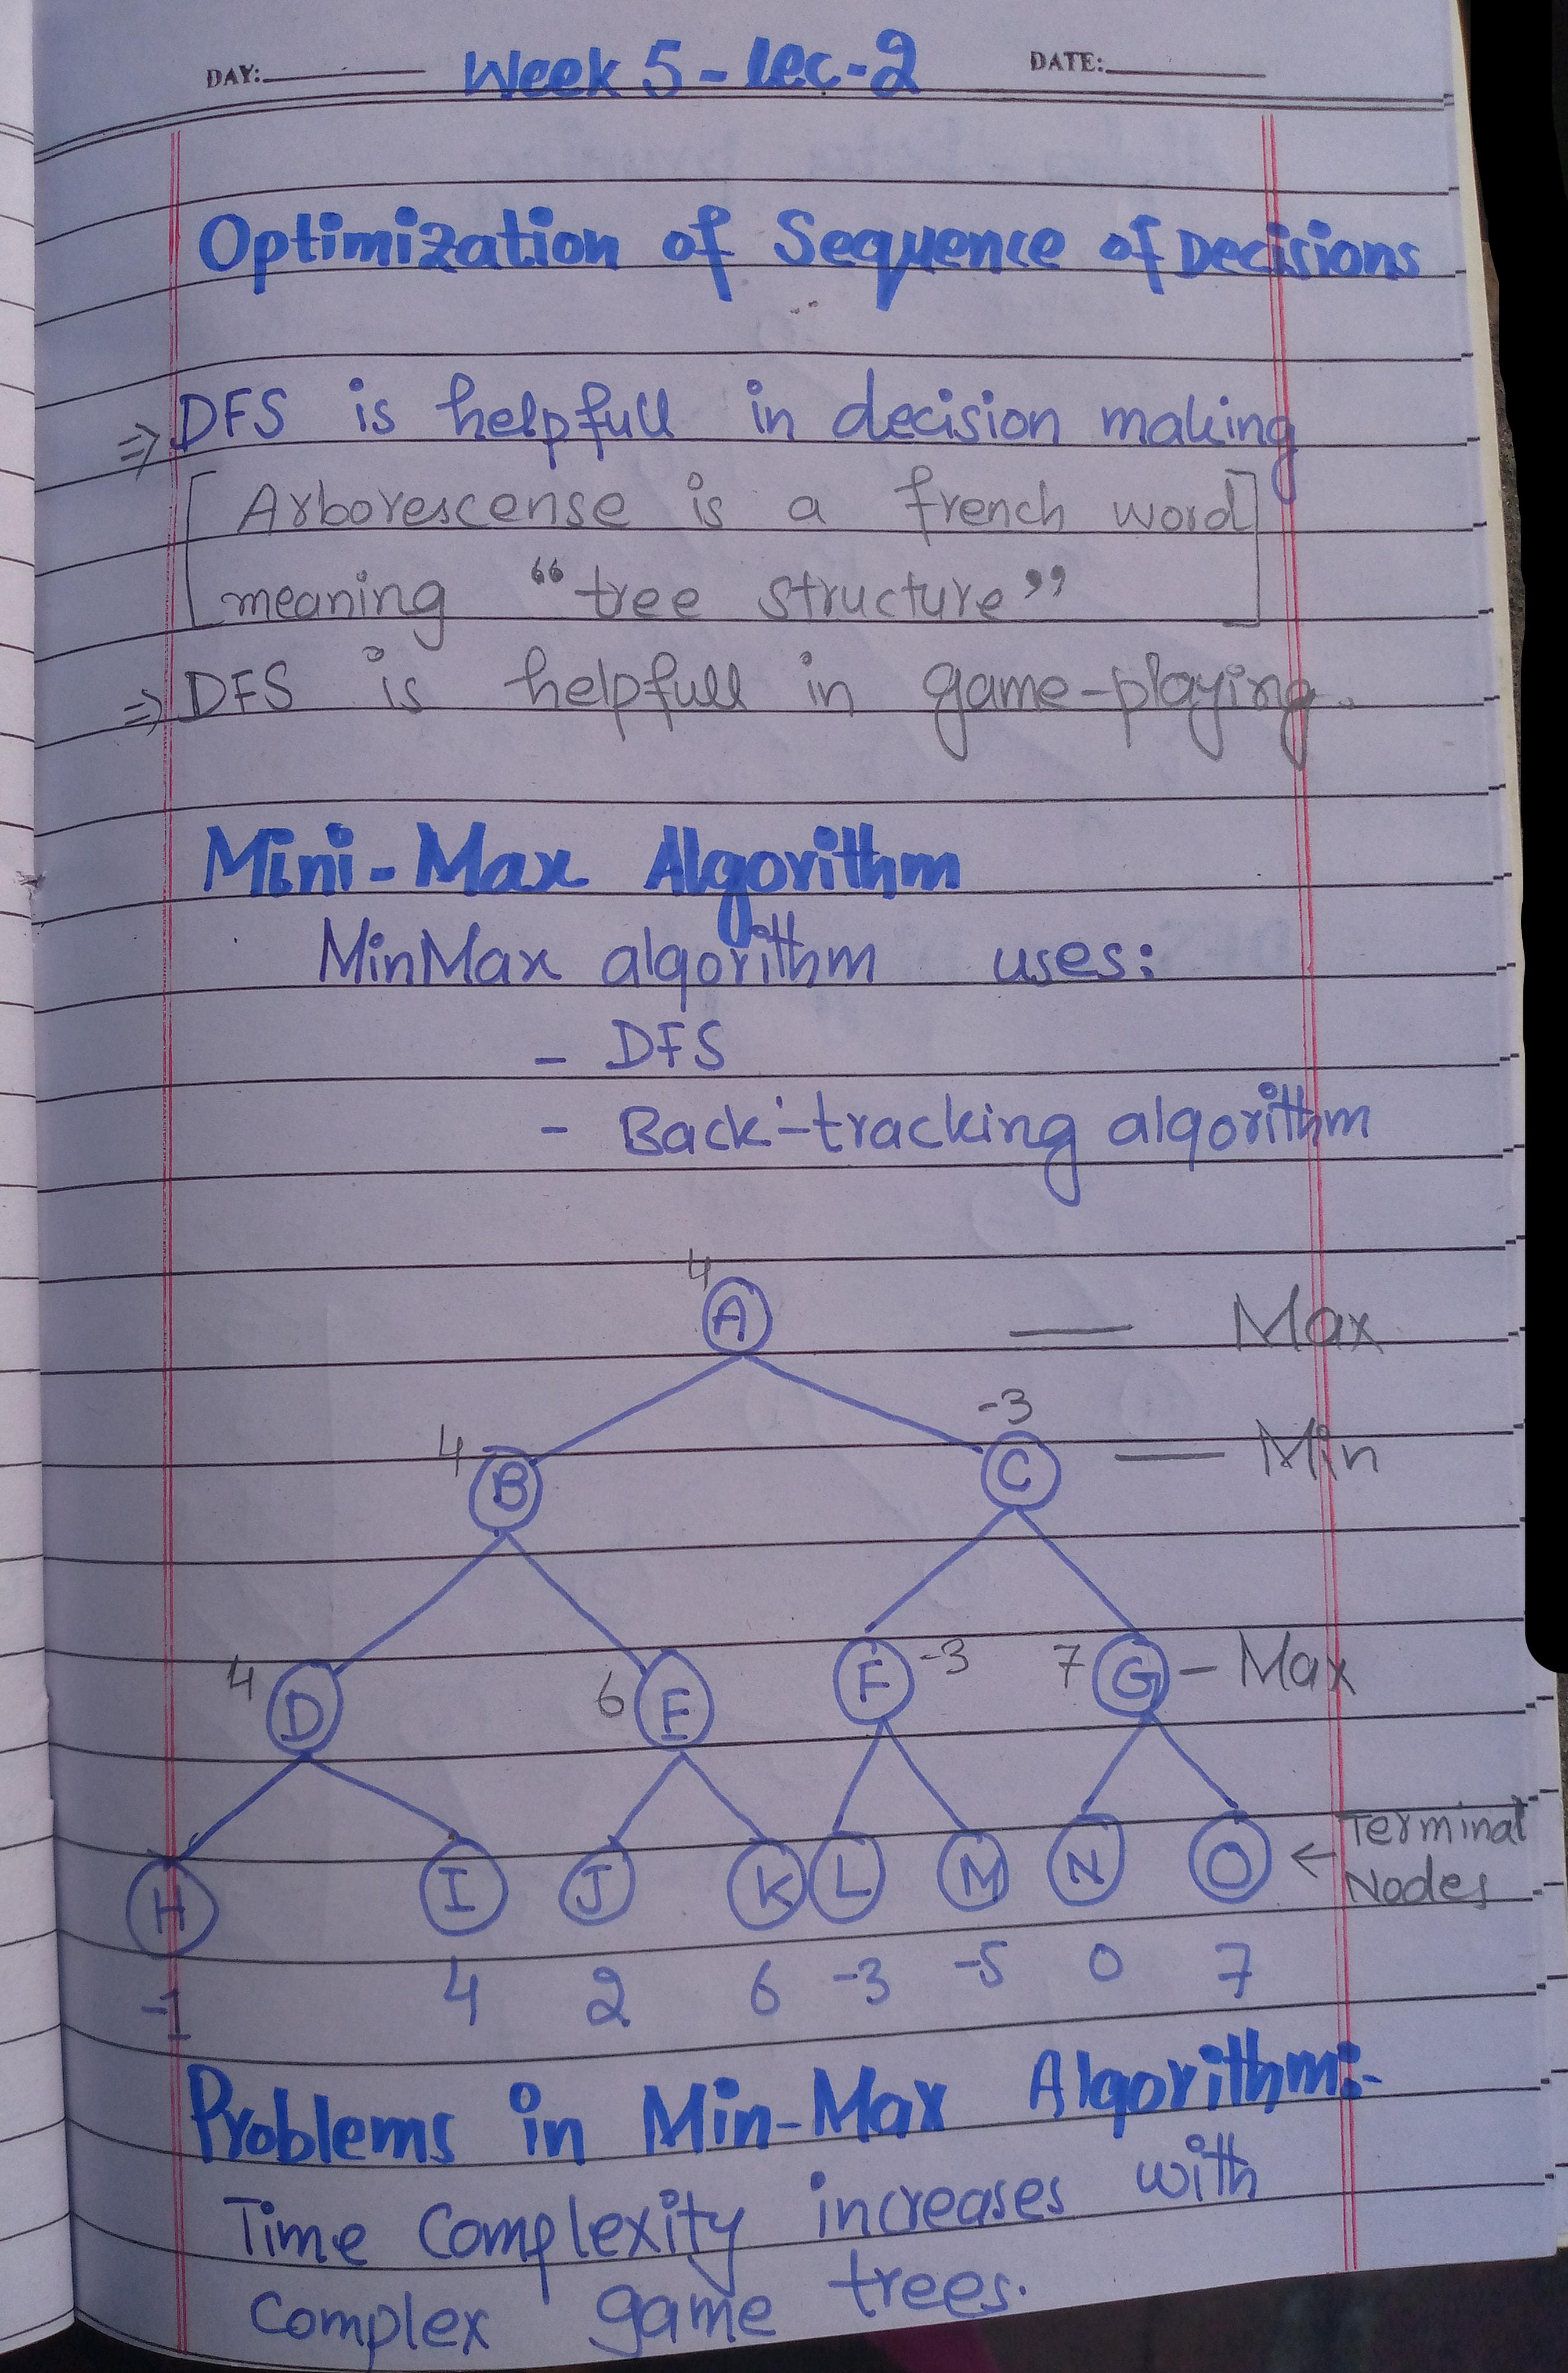 DAY: Week 5 - lec-2 DATE:
Optimization of Sequence of Decisions
⇒ DFS is helpfull in decision making
[Arborescense is a french word
meaning “tree structure”]
⇒ DFS is helpfull in game-playing.
Mini-Max Algorithm
MinMax algorithm uses:
- DFS
- Back-tracking algorithm
4
A — Max
-3
4 B C — Min
4 D 6 E F -3 7 G - Max
H I J K L M N O ← Terminal
Nodes
-1 4 2 6 -3 -5 0 7
Problems in Min-Max Algorithm:-
Time Complexity increases with
complex game trees.